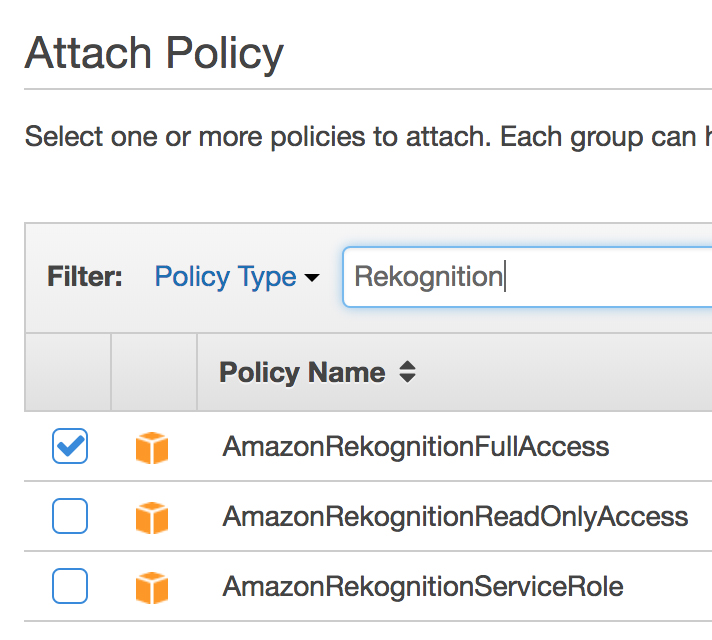 Attach Policy
Select one or more policies to attach. Each group can
Filter: Policy Type Rekognition
Policy Name
AmazonRekognitionFullAccess
AmazonRekognitionReadOnlyAccess
AmazonRekognitionServiceRole